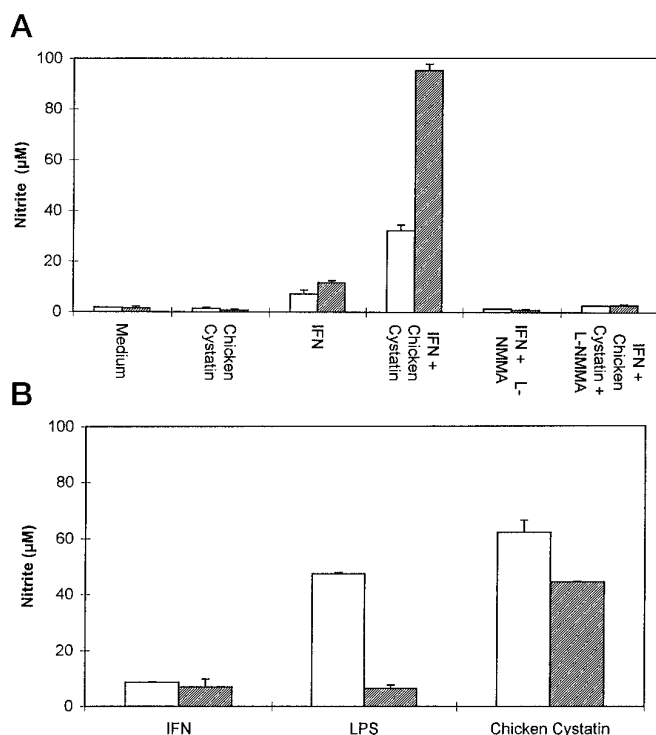 A
100
80
60
40
20
0
Nitrite (µM)
Medium
Chicken
Cystatin
IFN
IFN +
Chicken
Cystatin
IFN + L-
NMMA
IFN +
Chicken
Cystatin +
L-NMMA
B
100
80
60
40
20
0
Nitrite (µM)
IFN
LPS
Chicken Cystatin